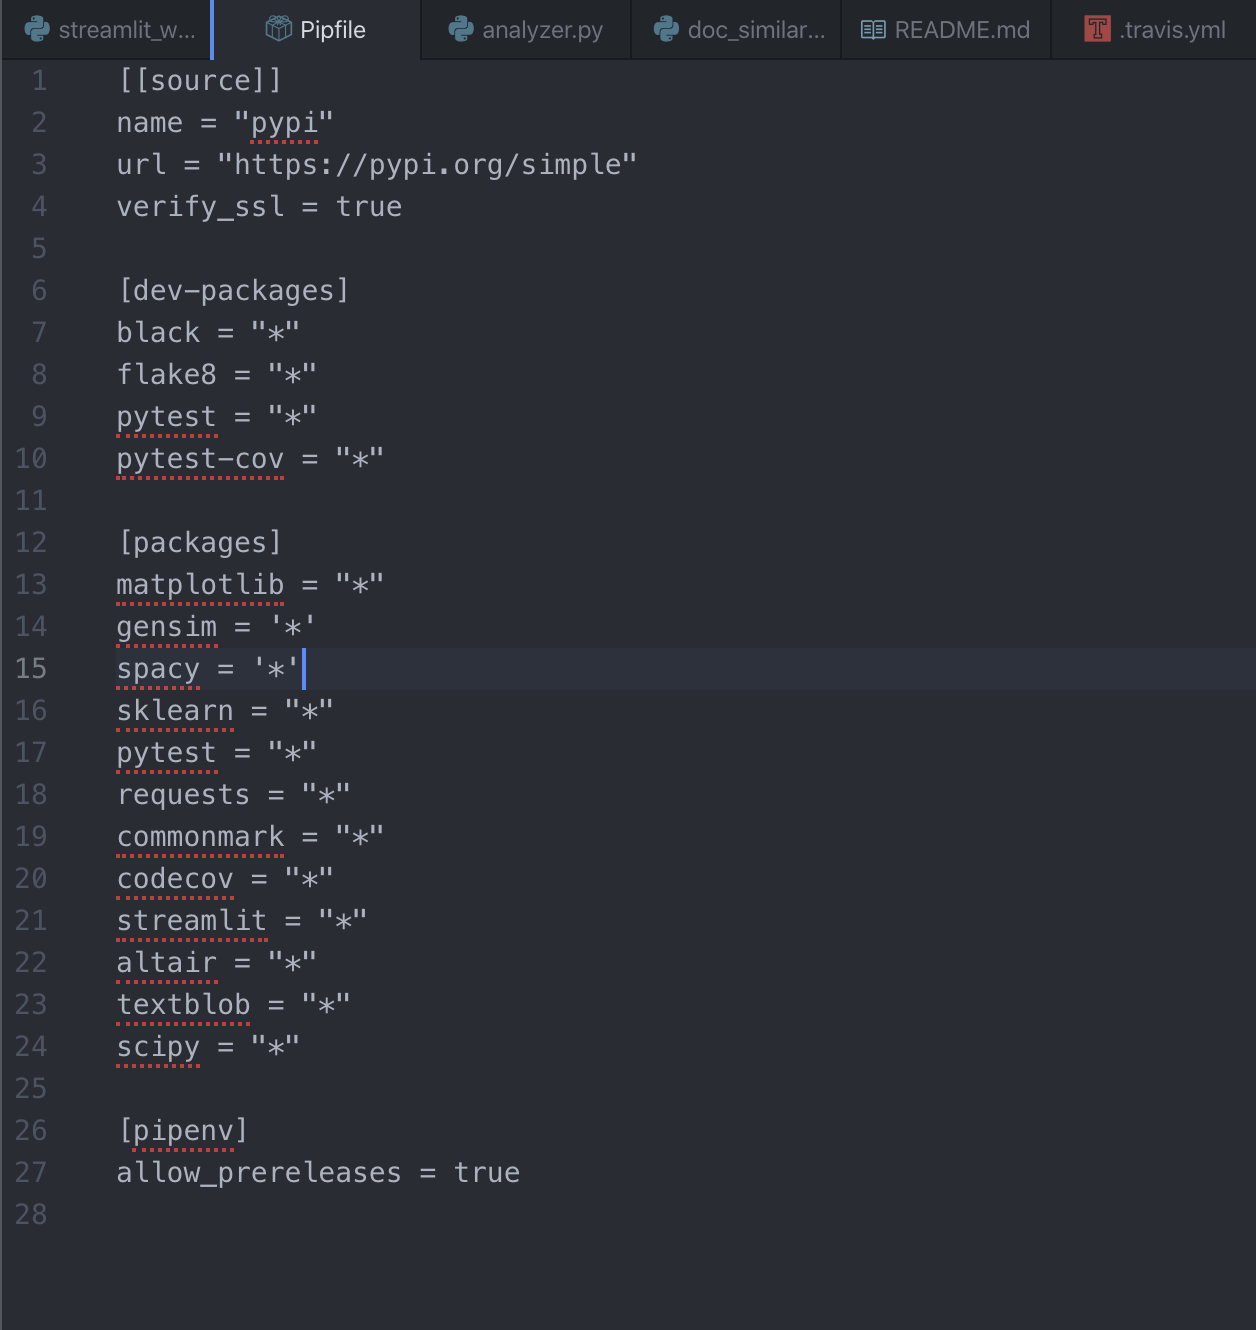 streamlit_w...
Pipfile
analyzer.py
doc_similar...
README.md
.travis.yml
1 [[source]]
2 name = "pypi"
3 url = "https://pypi.org/simple"
4 verify_ssl = true
5
6 [dev-packages]
7 black = "*"
8 flake8 = "*"
9 pytest = "*"
10 pytest-cov = "*"
11
12 [packages]
13 matplotlib = "*"
14 gensim = '*'
15 spacy = '*'
16 sklearn = "*"
17 pytest = "*"
18 requests = "*"
19 commonmark = "*"
20 codecov = "*"
21 streamlit = "*"
22 altair = "*"
23 textblob = "*"
24 scipy = "*"
25
26 [pipenv]
27 allow_prereleases = true
28